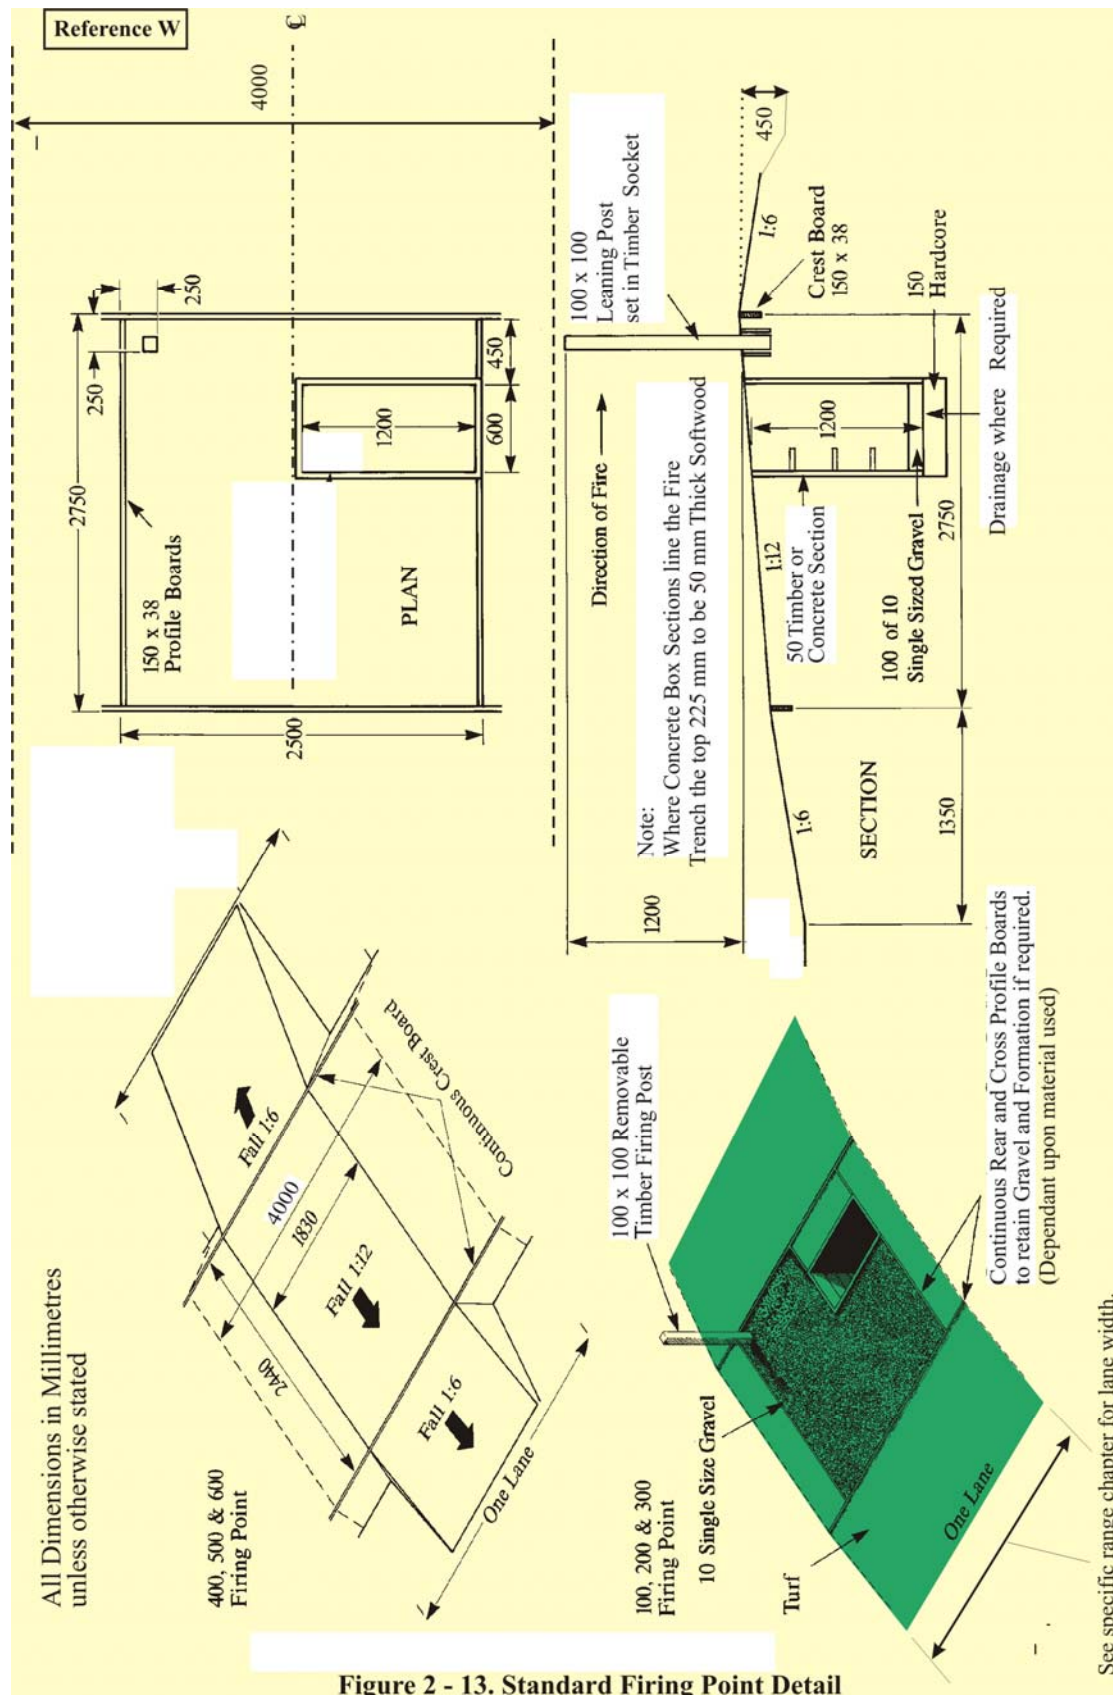 Reference W
All Dimensions in Millimetres
unless otherwise stated
400, 500 & 600
Firing Point
One Lane
Fall 1:6
Fall 1:12
Fall 1:6
2440
1830
4000
Continuous Crest Board
2500
2750
150 x 38
Profile Boards
PLAN
250
250
1200
600
450
4000
℄
100, 200 & 300
Firing Point
10 Single Size Gravel
Turf
One Lane
100 x 100 Removable
Timber Firing Post
Continuous Rear and Cross Profile Boards
to retain Gravel and Formation if required.
(Dependant upon material used)
See specific range chapter for lane width.
1200
Note:
Where Concrete Box Sections line the Fire
Trench the top 225 mm to be 50 mm Thick Softwood
Direction of Fire
100 x 100
Leaning Post
set in Timber Socket
450
1:6
Crest Board
150 x 38
1:12
1:6
1200
50 Timber or
Concrete Section
100 of 10
Single Sized Gravel
150
Hardcore
Drainage where Required
2750
1350
SECTION
Figure 2 - 13. Standard Firing Point Detail